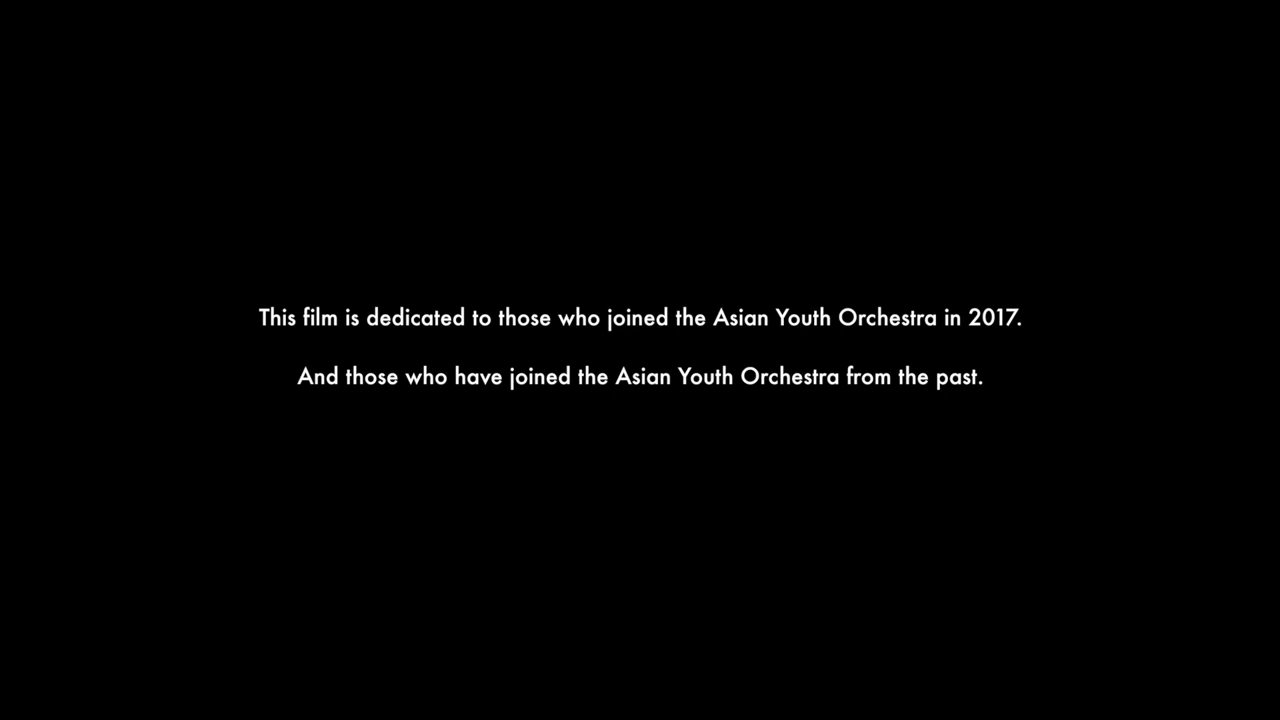 This film is dedicated to those who joined the Asian Youth Orchestra in 2017.
And those who have joined the Asian Youth Orchestra from the past.